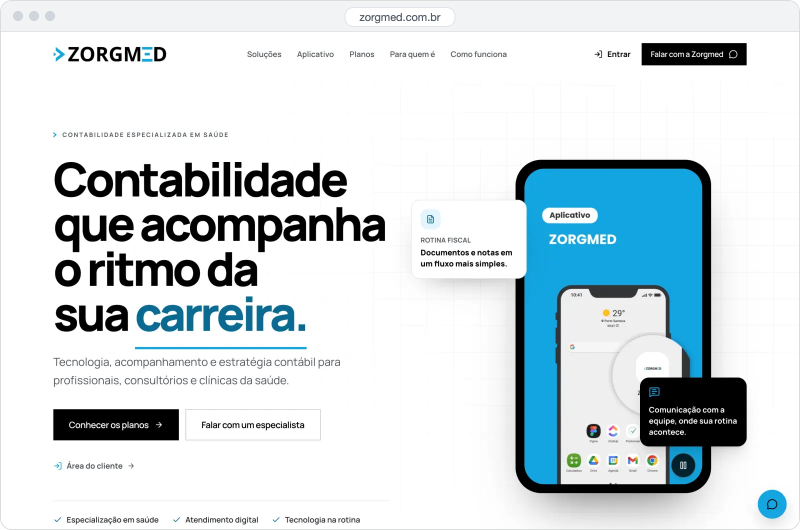 zorgmed.com.br
ZORGMED
Soluções
Aplicativo
Planos
Para quem é
Como funciona
Entrar
Falar com a Zorgmed
CONTABILIDADE ESPECIALIZADA EM SAÚDE
Contabilidade
que acompanha
o ritmo da
sua carreira.
Tecnologia, acompanhamento e estratégia contábil para
profissionais, consultórios e clínicas da saúde.
Conhecer os planos
Falar com um especialista
Área do cliente
Especialização em saúde
Atendimento digital
Tecnologia na rotina
ROTINA FISCAL
Documentos e notas em
um fluxo mais simples.
Aplicativo
ZORGMED
10:41
29°
ZORGMED
Comunicação com a
equipe, onde sua rotina
acontece.
Figma
Drive
Agenda
Gmail
Chrome